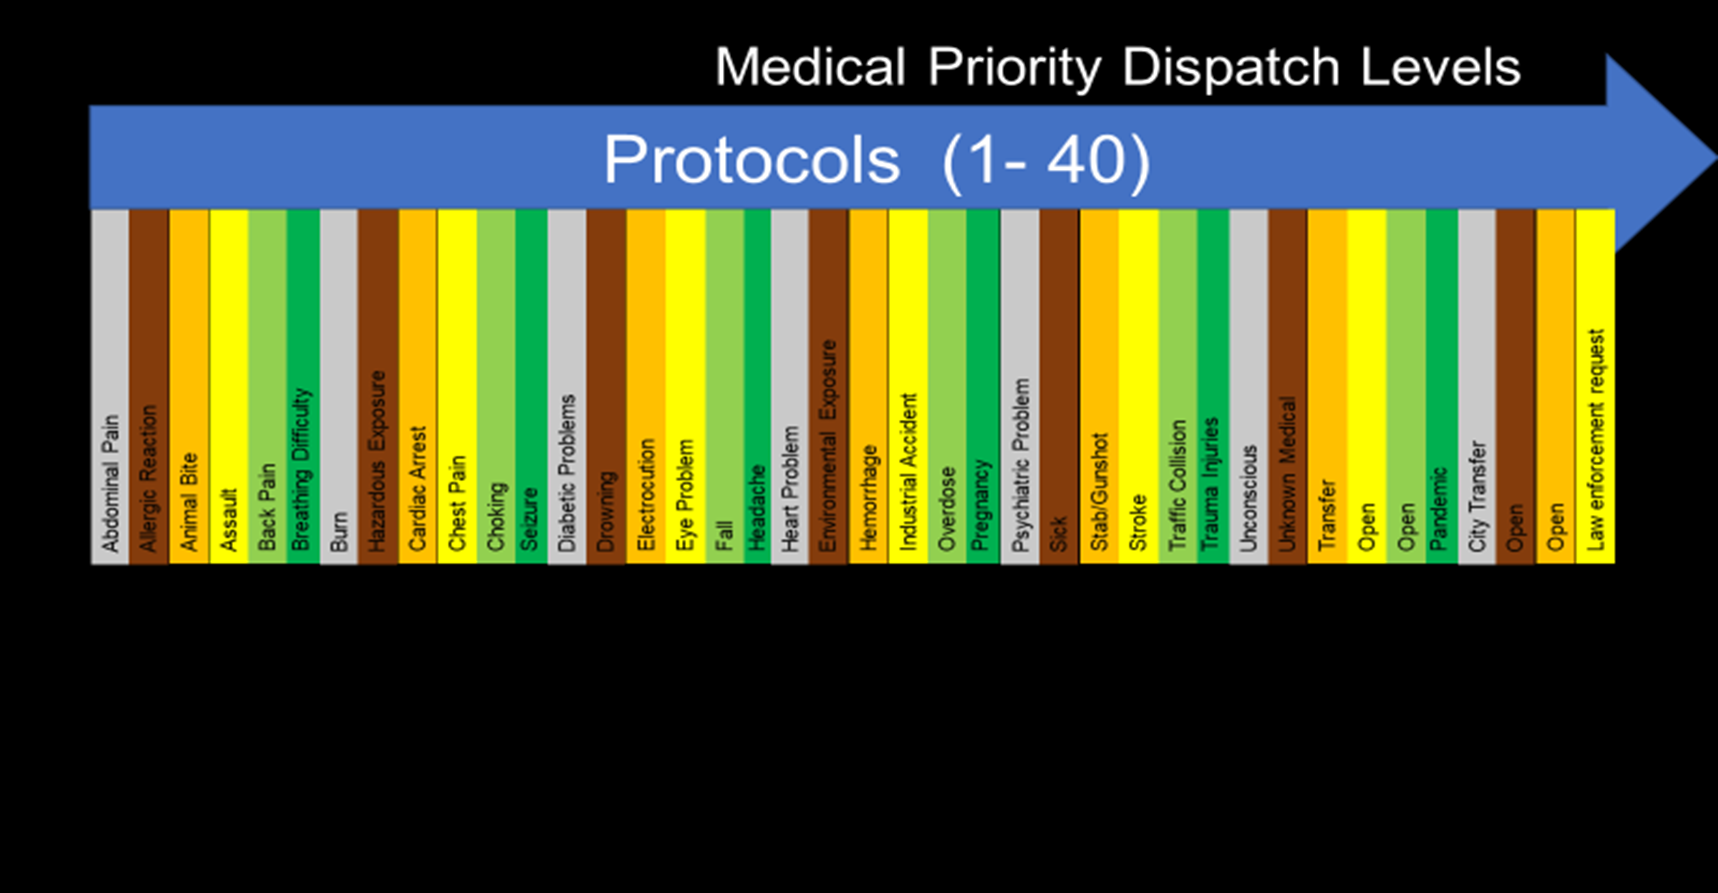 Medical Priority Dispatch Levels
Protocols (1- 40)
Abdominal Pain
Allergic Reaction
Animal Bite
Assault
Back Pain
Breathing Difficulty
Burn
Hazardous Exposure
Cardiac Arrest
Chest Pain
Choking
Seizure
Diabetic Problems
Drowning
Electrocution
Eye Problem
Fall
Headache
Heart Problem
Environmental Exposure
Hemorrhage
Industrial Accident
Overdose
Pregnancy
Psychiatric Problem
Sick
Stab/Gunshot
Stroke
Traffic Collision
Trauma Injuries
Unconscious
Unknown Medical
Transfer
Open
Open
Pandemic
City Transfer
Open
Open
Law enforcement request